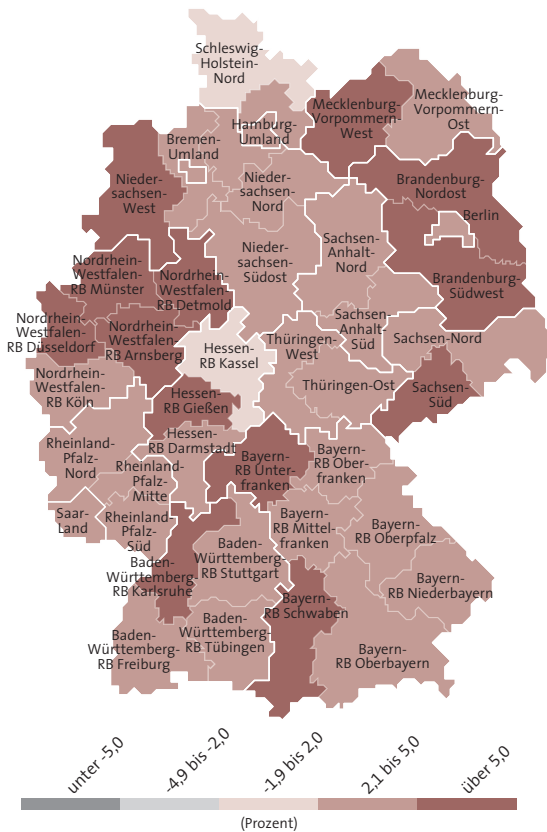 Schleswig-
Holstein-
Nord
Mecklenburg-
Vorpommern-
West
Mecklenburg-
Vorpommern-
Ost
Hamburg-
Umland
Bremen-
Umland
Nieder-
sachsen-
West
Nieder-
sachsen-
Nord
Brandenburg-
Nordost
Berlin
Nieder-
sachsen-
Südost
Sachsen-
Anhalt-
Nord
Brandenburg-
Südwest
Nordrhein-
Westfalen-
RB Münster
Nordrhein-
Westfalen-
RB Detmold
Nordrhein-
Westfalen-
RB Düsseldorf
Nordrhein-
Westfalen-
RB Arnsberg
Hessen-
RB Kassel
Thüringen-
West
Sachsen-
Anhalt-
Süd
Sachsen-Nord
Nordrhein-
Westfalen-
RB Köln
Hessen-
RB Gießen
Thüringen-Ost
Sachsen-
Süd
Rheinland-
Pfalz-
Nord
Hessen-
RB Darmstadt
Rheinland-
Pfalz-
Mitte
Bayern-
RB Unter-
franken
Bayern-
RB Ober-
franken
Saar-
Land
Rheinland-
Pfalz-
Süd
Bayern-
RB Mittel-
franken
Bayern-
RB Oberpfalz
Baden-
Württemberg-
RB Karlsruhe
Baden-
Württemberg-
RB Stuttgart
Bayern-
RB Niederbayern
Bayern-
RB Schwaben
Baden-
Württemberg-
RB Freiburg
Baden-
Württemberg-
RB Tübingen
Bayern-
RB Oberbayern
unter -5,0
-4,9 bis -2,0
-1,9 bis 2,0
2,1 bis 5,0
über 5,0
(Prozent)